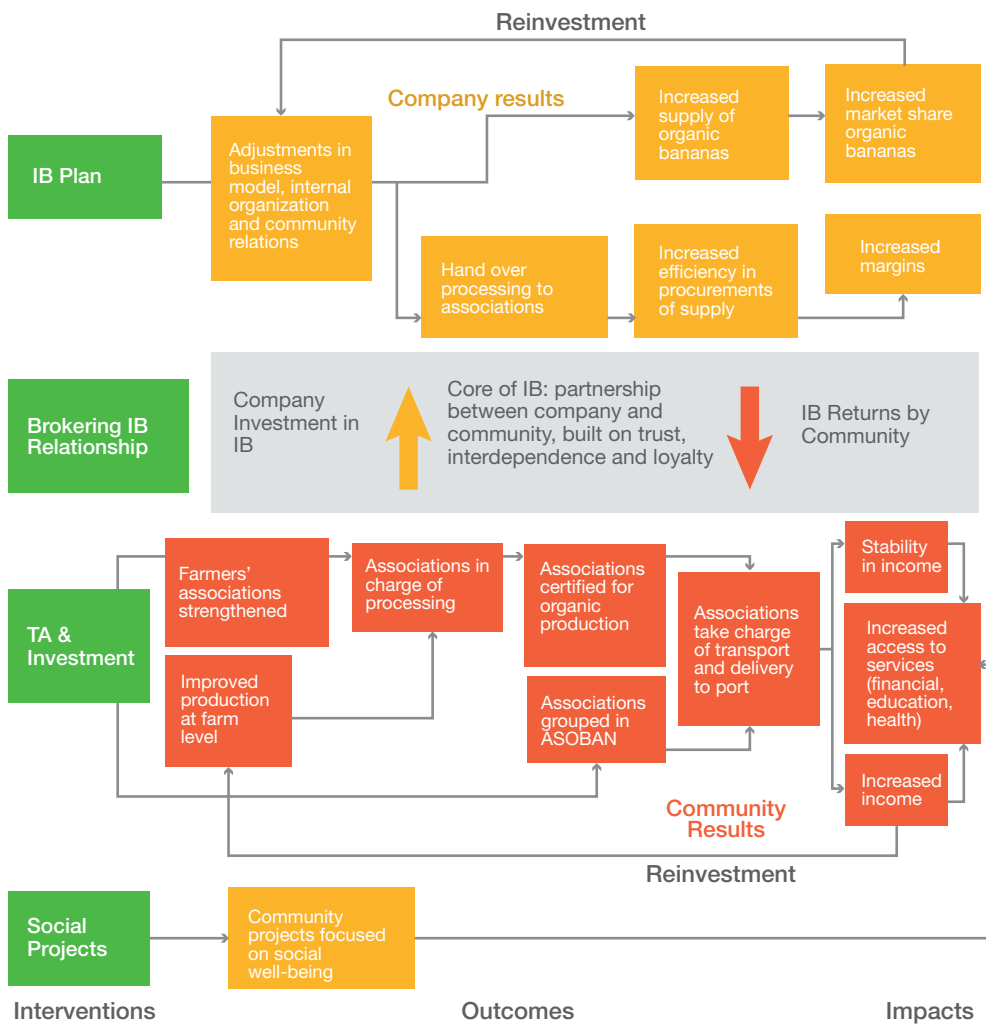 Reinvestment
Company results
IB Plan
Adjustments in
business
model, internal
organization
and community
relations
Increased
supply of
organic
bananas
Increased
market share
organic
bananas
Hand over
processing to
associations
Increased
efficiency in
procurements
of supply
Increased
margins
Brokering IB
Relationship
Company
Investment in
IB
Core of IB: partnership
between company and
community, built on trust,
interdependence and loyalty
IB Returns by
Community
TA &
Investment
Farmers'
associations
strengthened
Improved
production
at farm
level
Associations in
charge of
processing
Associations
certified for
organic
production
Associations
grouped in
ASOBAN
Associations
take charge
of transport
and delivery
to port
Stability
in income
Increased
access to
services
(financial,
education,
health)
Increased
income
Community
Results
Reinvestment
Social
Projects
Community
projects focused
on social
well-being
Interventions
Outcomes
Impacts